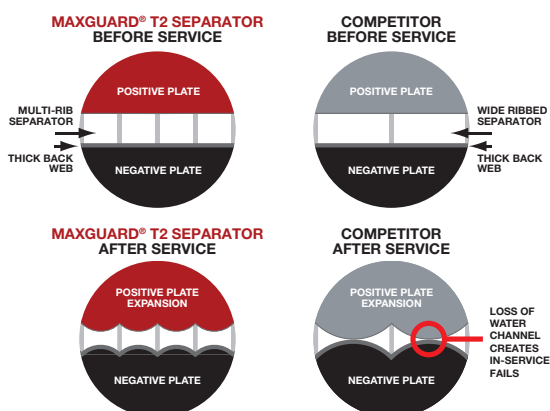 MAXGUARD® T2 SEPARATOR
BEFORE SERVICE
POSITIVE PLATE
MULTI-RIB
SEPARATOR
THICK BACK
WEB
NEGATIVE PLATE
COMPETITOR
BEFORE SERVICE
POSITIVE PLATE
WIDE RIBBED
SEPARATOR
THICK BACK
WEB
NEGATIVE PLATE
MAXGUARD® T2 SEPARATOR
AFTER SERVICE
POSITIVE PLATE
EXPANSION
NEGATIVE PLATE
COMPETITOR
AFTER SERVICE
POSITIVE PLATE
EXPANSION
LOSS OF
WATER
CHANNEL
CREATES
IN-SERVICE
FAILS
NEGATIVE PLATE